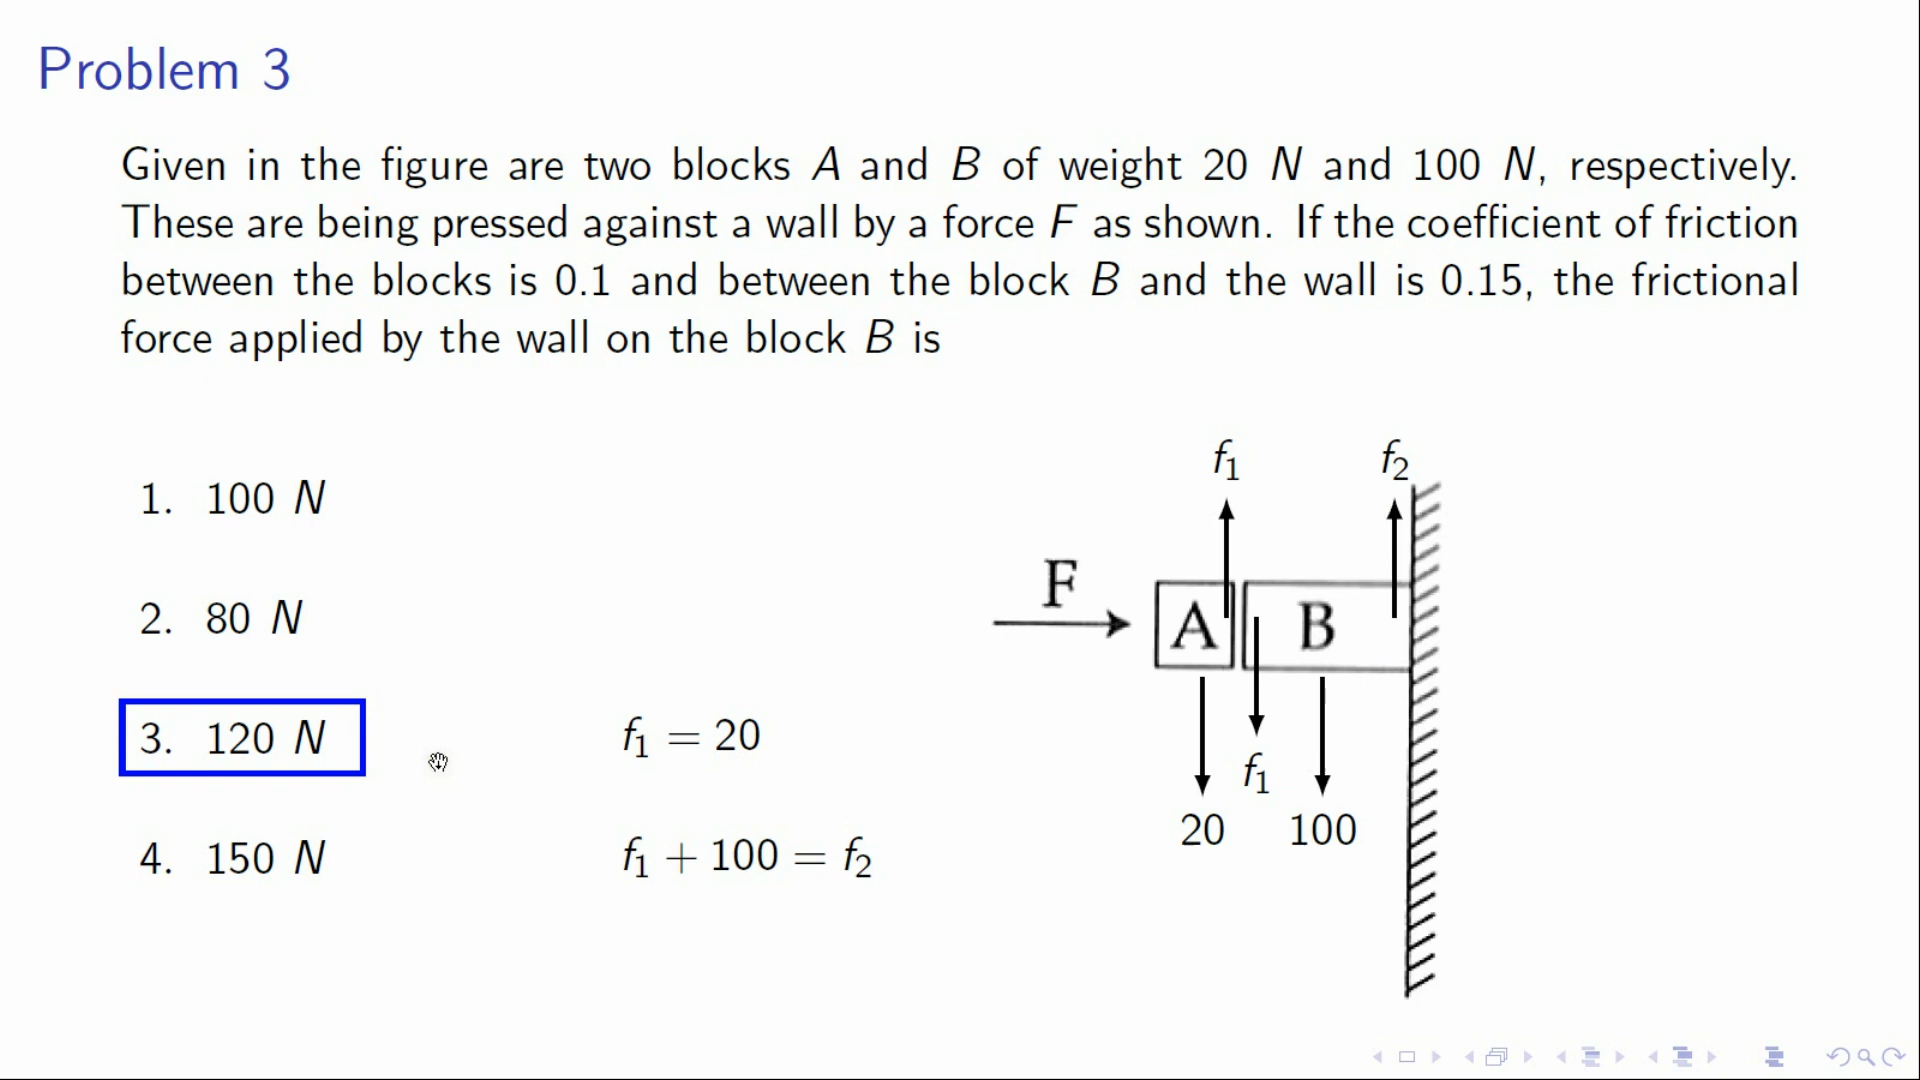 Problem 3
Given in the figure are two blocks A and B of weight 20 N and 100 N, respectively.
These are being pressed against a wall by a force F as shown. If the coefficient of friction
between the blocks is 0.1 and between the block B and the wall is 0.15, the frictional
force applied by the wall on the block B is
1. 100 N
2. 80 N
3. 120 N
4. 150 N
f₁ = 20
f₁ + 100 = f₂
f₁
f₂
F
A
B
f₁
20
100